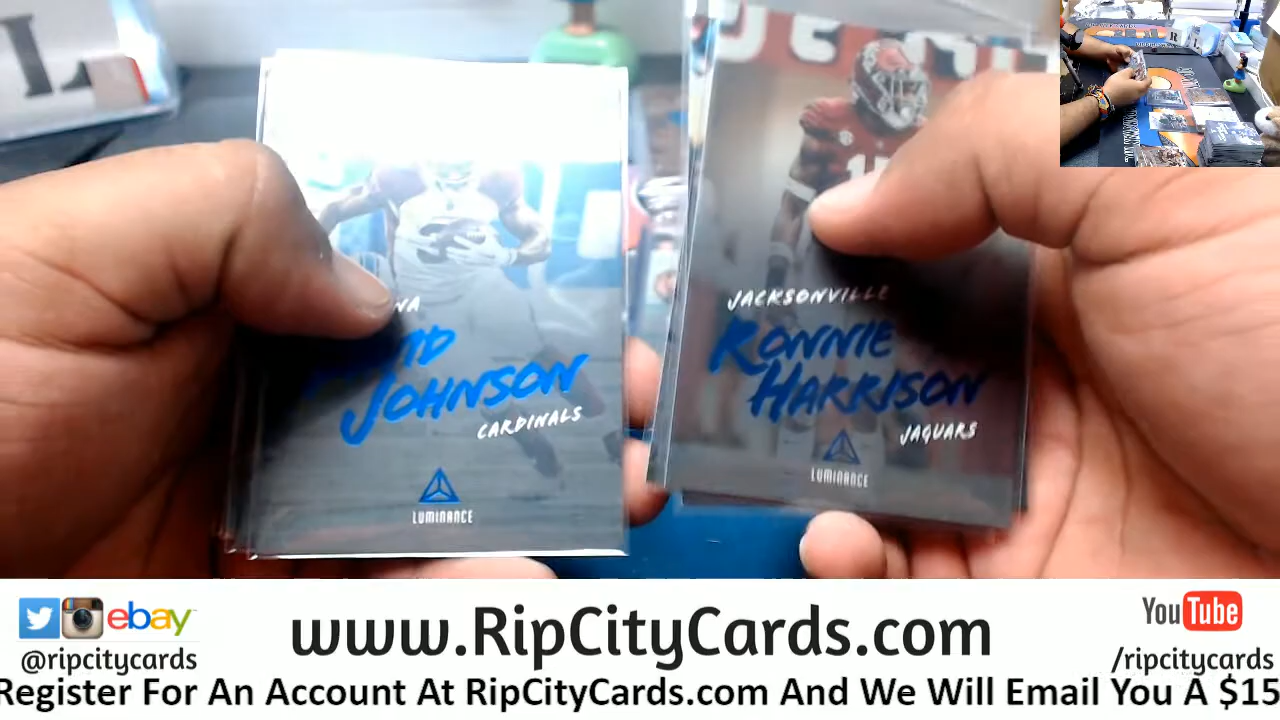 JOHNSON
CARDINALS
LUMINANCE
JACKSONVILLE
RONNIE
HARRISON
JAGUARS
LUMINANCE
ebay
@ripcitycards
www.RipCityCards.com
YouTube
/ripcitycards
Register For An Account At RipCityCards.com And We Will Email You A $15